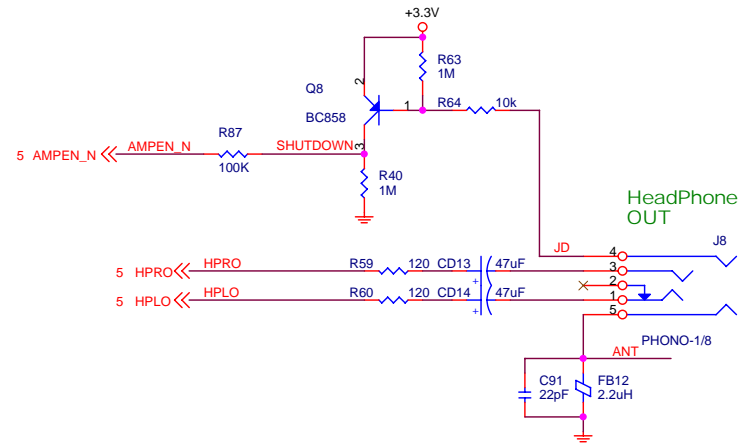 +3.3V
R63
1M
2
Q8
BC858
1
R64
10k
3
R87
SHUTDOWN
5 AMPEN_N
AMPEN_N
100K
R40
1M
HeadPhone
OUT
J8
JD
4
5 HPRO
HPRO
R59
120
CD13
47uF
3
+
2
5 HPLO
HPLO
R60
120
CD14
47uF
1
+
5
PHONO-1/8
ANT
C91
22pF
FB12
2.2uH